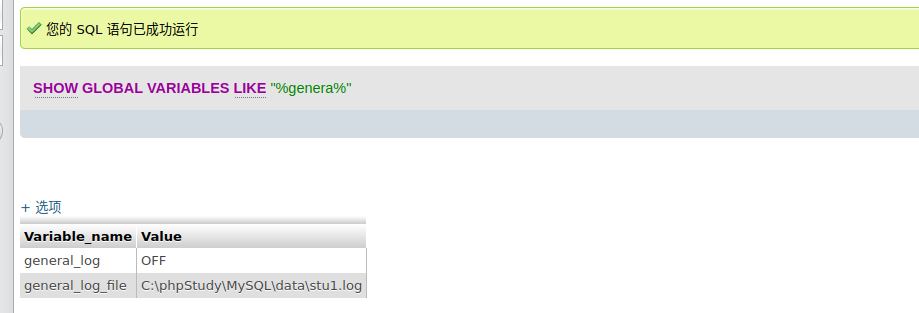 您的 SQL 语句已成功运行
SHOW GLOBAL VARIABLES LIKE "%genera%"
+ 选项
Variable_name Value
general_log OFF
general_log_file C:\phpStudy\MySQL\data\stu1.log